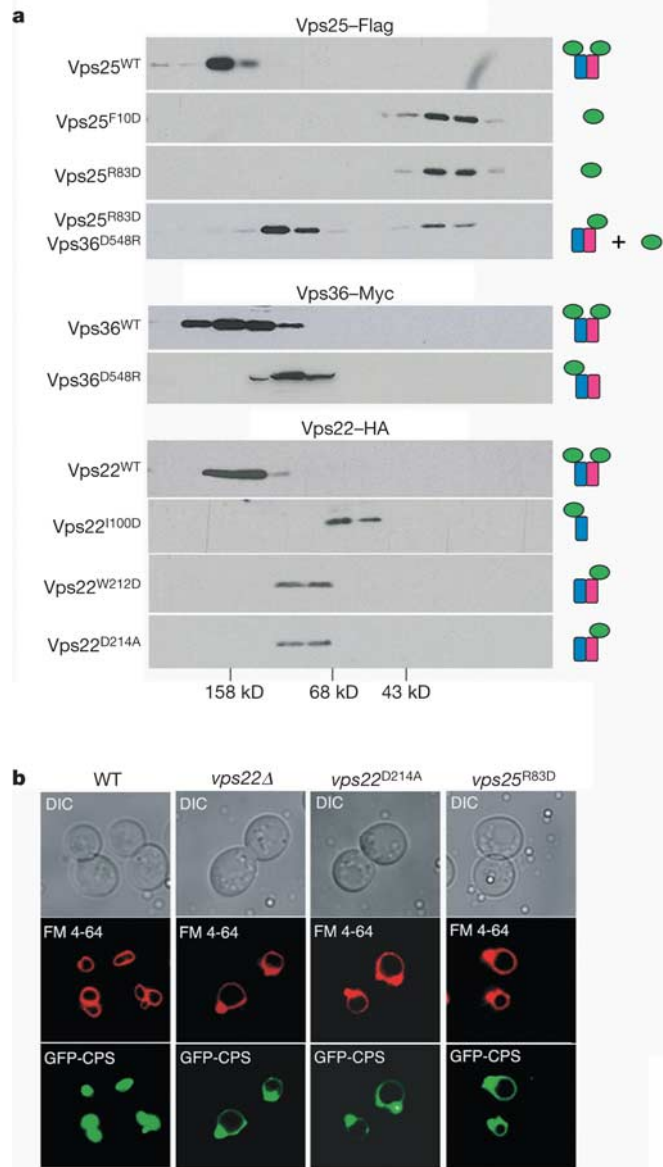 a
Vps25–Flag
Vps25WT
Vps25F10D
Vps25R83D
Vps25R83D
Vps36D548R
+
Vps36–Myc
Vps36WT
Vps36D548R
Vps22–HA
Vps22WT
Vps22I100D
Vps22W212D
Vps22D214A
158 kD 68 kD 43 kD
b
WT vps22Δ vps22D214A vps25R83D
DIC DIC DIC DIC
FM 4-64 FM 4-64 FM 4-64 FM 4-64
GFP-CPS GFP-CPS GFP-CPS GFP-CPS